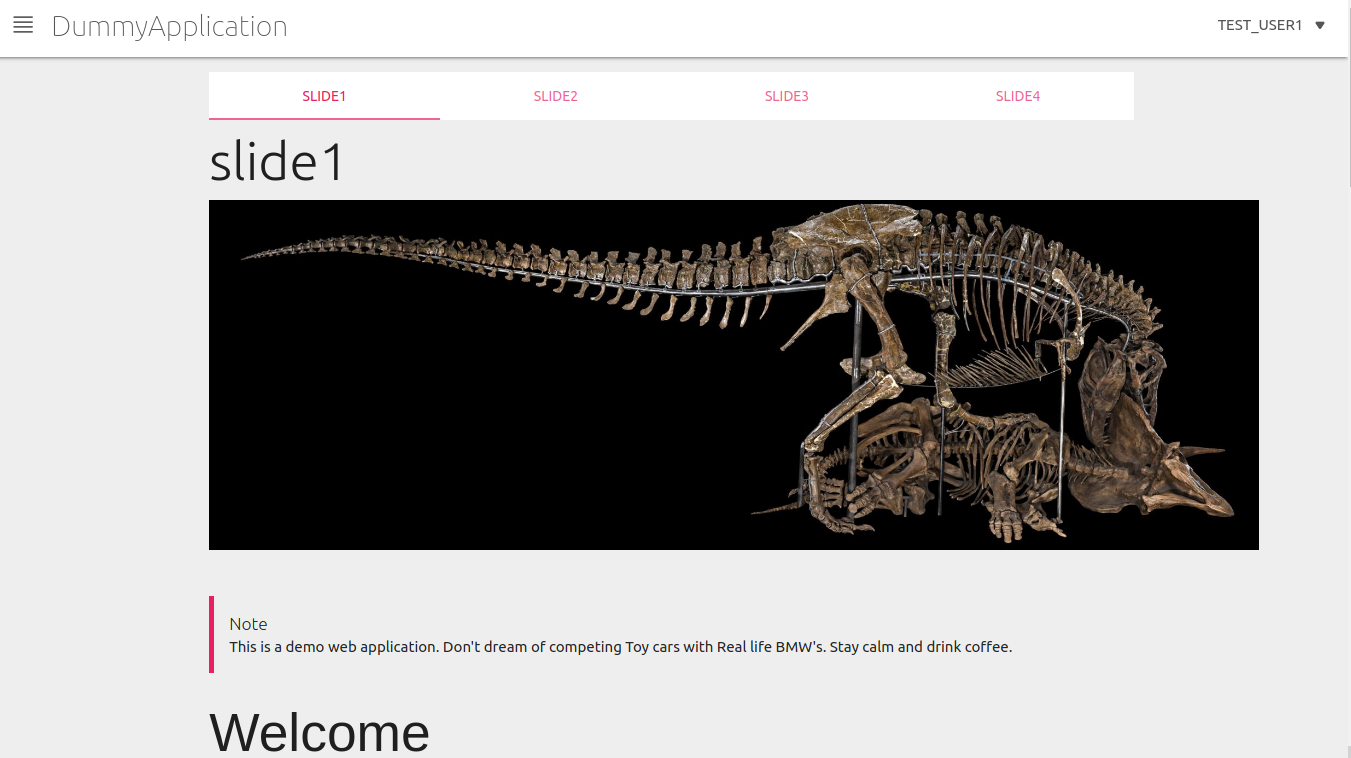 DummyApplication
TEST_USER1
SLIDE1 SLIDE2 SLIDE3 SLIDE4
slide1
Note
This is a demo web application. Don't dream of competing Toy cars with Real life BMW's. Stay calm and drink coffee.
Welcome